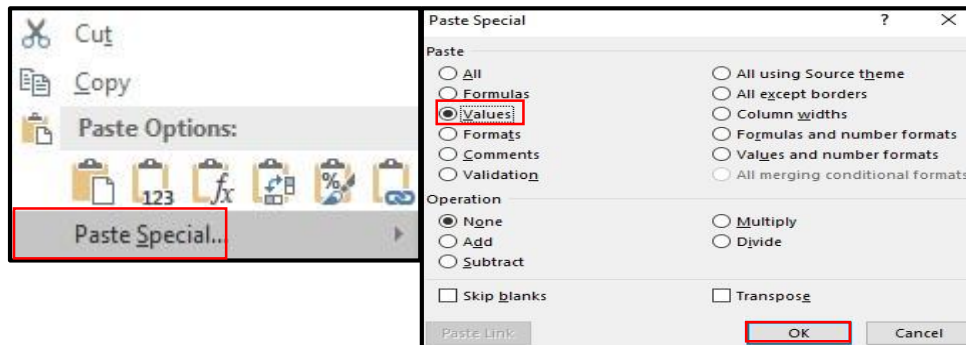 Cut
Copy
Paste Options:
123 fx %
Paste Special...
Paste Special ? ×
Paste
All
Formulas
Values
Formats
Comments
Validation
All using Source theme
All except borders
Column widths
Formulas and number formats
Values and number formats
All merging conditional formats
Operation
None
Add
Subtract
Multiply
Divide
Skip blanks
Transpose
Paste Link
OK
Cancel